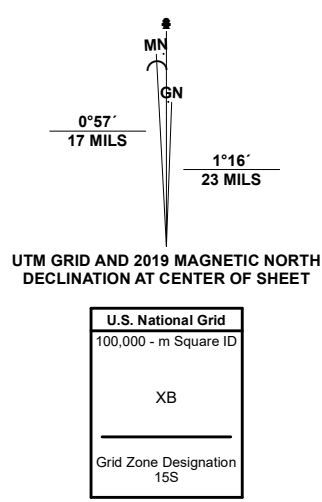 MN
GN
0°57´
17 MILS
1°16´
23 MILS
UTM GRID AND 2019 MAGNETIC NORTH
DECLINATION AT CENTER OF SHEET
U.S. National Grid
100,000 - m Square ID
XB
Grid Zone Designation
15S